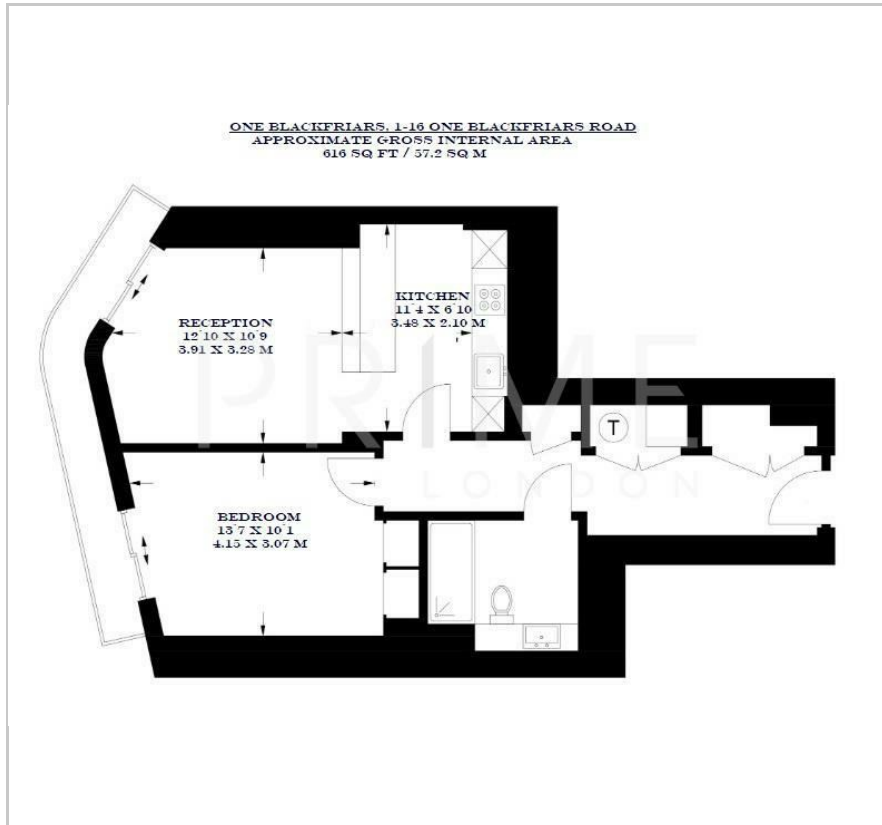 ONE BLACKFRIARS, 1-16 ONE BLACKFRIARS ROAD
APPROXIMATE GROSS INTERNAL AREA
616 SQ FT / 57.2 SQ M
KITCHEN
11'4 X 6'10
3.48 X 2.10 M
RECEPTION
12'10 X 10'9
3.91 X 3.28 M
PRIME
LONDON
T
BEDROOM
13'7 X 10'1
4.15 X 3.07 M